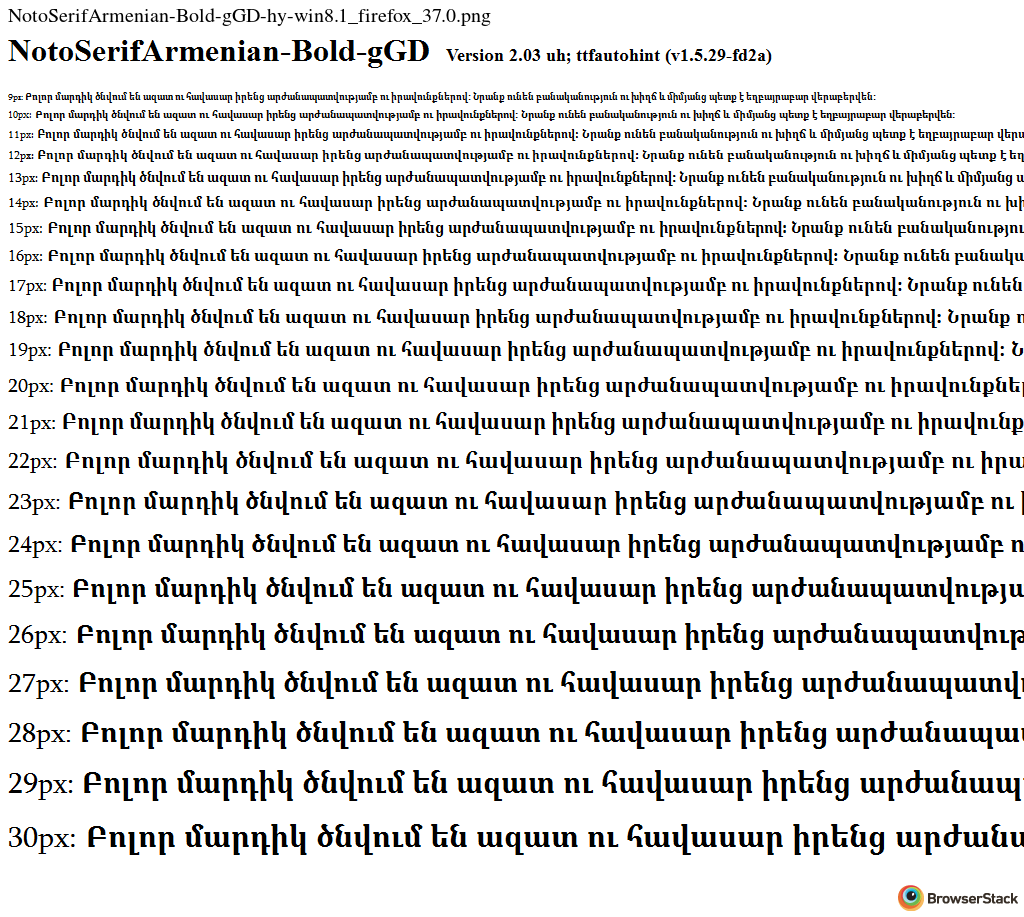 NotoSerifArmenian-Bold-gGD-hy-win8.1_firefox_37.0.png
NotoSerifArmenian-Bold-gGD Version 2.03 uh; ttfautohint (v1.5.29-fd2a)
9px: Բոլոր մարդիկ ծնվում են ազատ ու հավասար իրենց արժանապատվությամբ ու իրավունքներով։ Նրանք ունեն բանականություն ու խիղճ և միմյանց պետք է եղբայրաբար վերաբերվեն։
10px: Բոլոր մարդիկ ծնվում են ազատ ու հավասար իրենց արժանապատվությամբ ու իրավունքներով։ Նրանք ունեն բանականություն ու խիղճ և միմյանց պետք է եղբայրաբար վերաբերվեն։
11px: Բոլոր մարդիկ ծնվում են ազատ ու հավասար իրենց արժանապատվությամբ ու իրավունքներով։ Նրանք ունեն բանականություն ու խիղճ և միմյանց պետք է եղբայրաբար վերա
12px: Բոլոր մարդիկ ծնվում են ազատ ու հավասար իրենց արժանապատվությամբ ու իրավունքներով։ Նրանք ունեն բանականություն ու խիղճ և միմյանց պետք է եղ
13px: Բոլոր մարդիկ ծնվում են ազատ ու հավասար իրենց արժանապատվությամբ ու իրավունքներով։ Նրանք ունեն բանականություն ու խիղճ և միմյանց
14px: Բոլոր մարդիկ ծնվում են ազատ ու հավասար իրենց արժանապատվությամբ ու իրավունքներով։ Նրանք ունեն բանականություն ու խի
15px: Բոլոր մարդիկ ծնվում են ազատ ու հավասար իրենց արժանապատվությամբ ու իրավունքներով։ Նրանք ունեն բանականությու
16px: Բոլոր մարդիկ ծնվում են ազատ ու հավասար իրենց արժանապատվությամբ ու իրավունքներով։ Նրանք ունեն բանակա
17px: Բոլոր մարդիկ ծնվում են ազատ ու հավասար իրենց արժանապատվությամբ ու իրավունքներով։ Նրանք ունեն
18px: Բոլոր մարդիկ ծնվում են ազատ ու հավասար իրենց արժանապատվությամբ ու իրավունքներով։ Նրանք ո
19px: Բոլոր մարդիկ ծնվում են ազատ ու հավասար իրենց արժանապատվությամբ ու իրավունքներով։ Ն
20px: Բոլոր մարդիկ ծնվում են ազատ ու հավասար իրենց արժանապատվությամբ ու իրավունքներ
21px: Բոլոր մարդիկ ծնվում են ազատ ու հավասար իրենց արժանապատվությամբ ու իրավունք
22px: Բոլոր մարդիկ ծնվում են ազատ ու հավասար իրենց արժանապատվությամբ ու իրա
23px: Բոլոր մարդիկ ծնվում են ազատ ու հավասար իրենց արժանապատվությամբ ու ի
24px: Բոլոր մարդիկ ծնվում են ազատ ու հավասար իրենց արժանապատվությամբ ո
25px: Բոլոր մարդիկ ծնվում են ազատ ու հավասար իրենց արժանապատվությա
26px: Բոլոր մարդիկ ծնվում են ազատ ու հավասար իրենց արժանապատվութ
27px: Բոլոր մարդիկ ծնվում են ազատ ու հավասար իրենց արժանապատվ
28px: Բոլոր մարդիկ ծնվում են ազատ ու հավասար իրենց արժանապա
29px: Բոլոր մարդիկ ծնվում են ազատ ու հավասար իրենց արժանապ
30px: Բոլոր մարդիկ ծնվում են ազատ ու հավասար իրենց արժանա
BrowserStack